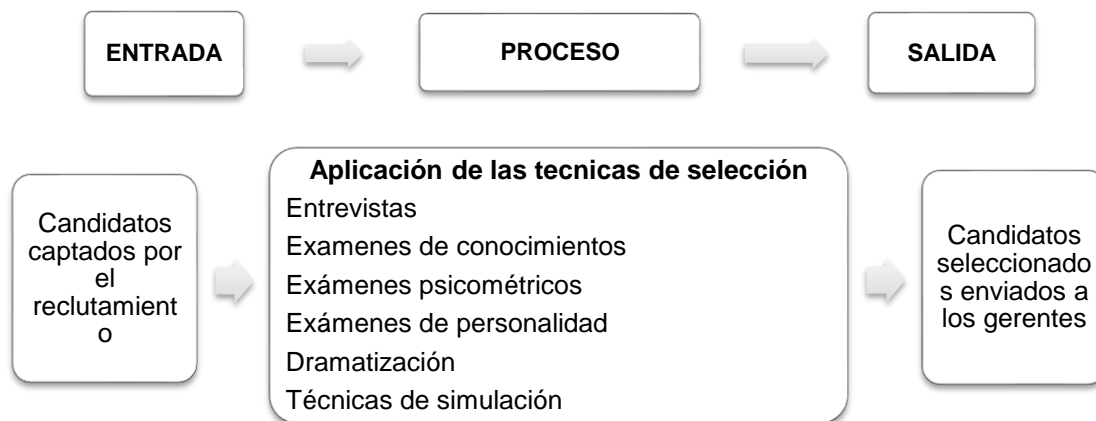 ENTRADA
PROCESO
SALIDA
Candidatos
captados por
el
reclutamient
o
Aplicación de las tecnicas de selección
Entrevistas
Examenes de conocimientos
Exámenes psicométricos
Exámenes de personalidad
Dramatización
Técnicas de simulación
Candidatos
seleccionado
s enviados a
los gerentes